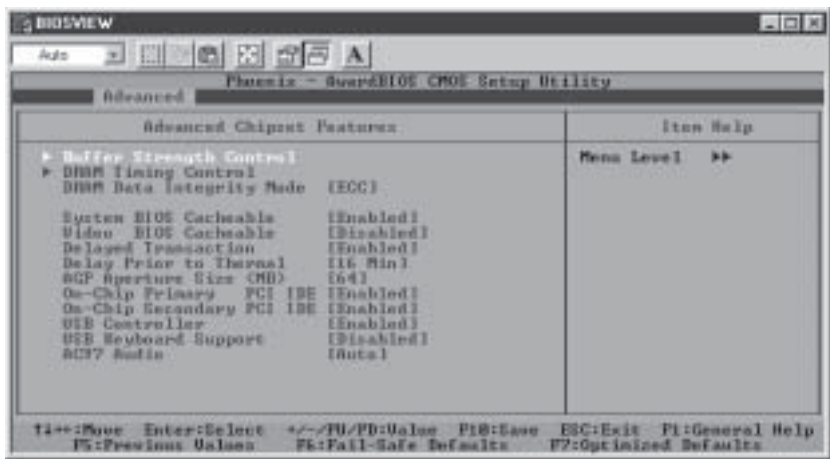 BIOSVIEW
Auto
A
Phoenix - AwardBIOS CMOS Setup Utility
Advanced
Advanced Chipset Features
Item Help
▶ Buffer Strength Control
▶ DRAM Timing Control
DRAM Data Integrity Mode [ECC]
Menu Level ▶▶
System BIOS Cacheable [Enabled]
Video BIOS Cacheable [Disabled]
Delayed Transaction [Enabled]
Delay Prior to Thermal [16 Min]
AGP Aperture Size (MB) [64]
On-Chip Primary PCI IDE [Enabled]
On-Chip Secondary PCI IDE [Enabled]
USB Controller [Enabled]
USB Keyboard Support [Disabled]
AC97 Audio [Auto]
↑↓→←:Move Enter:Select +/-/PU/PD:Value F10:Save ESC:Exit F1:General Help
F5:Previous Values F6:Fail-Safe Defaults F7:Optimized Defaults